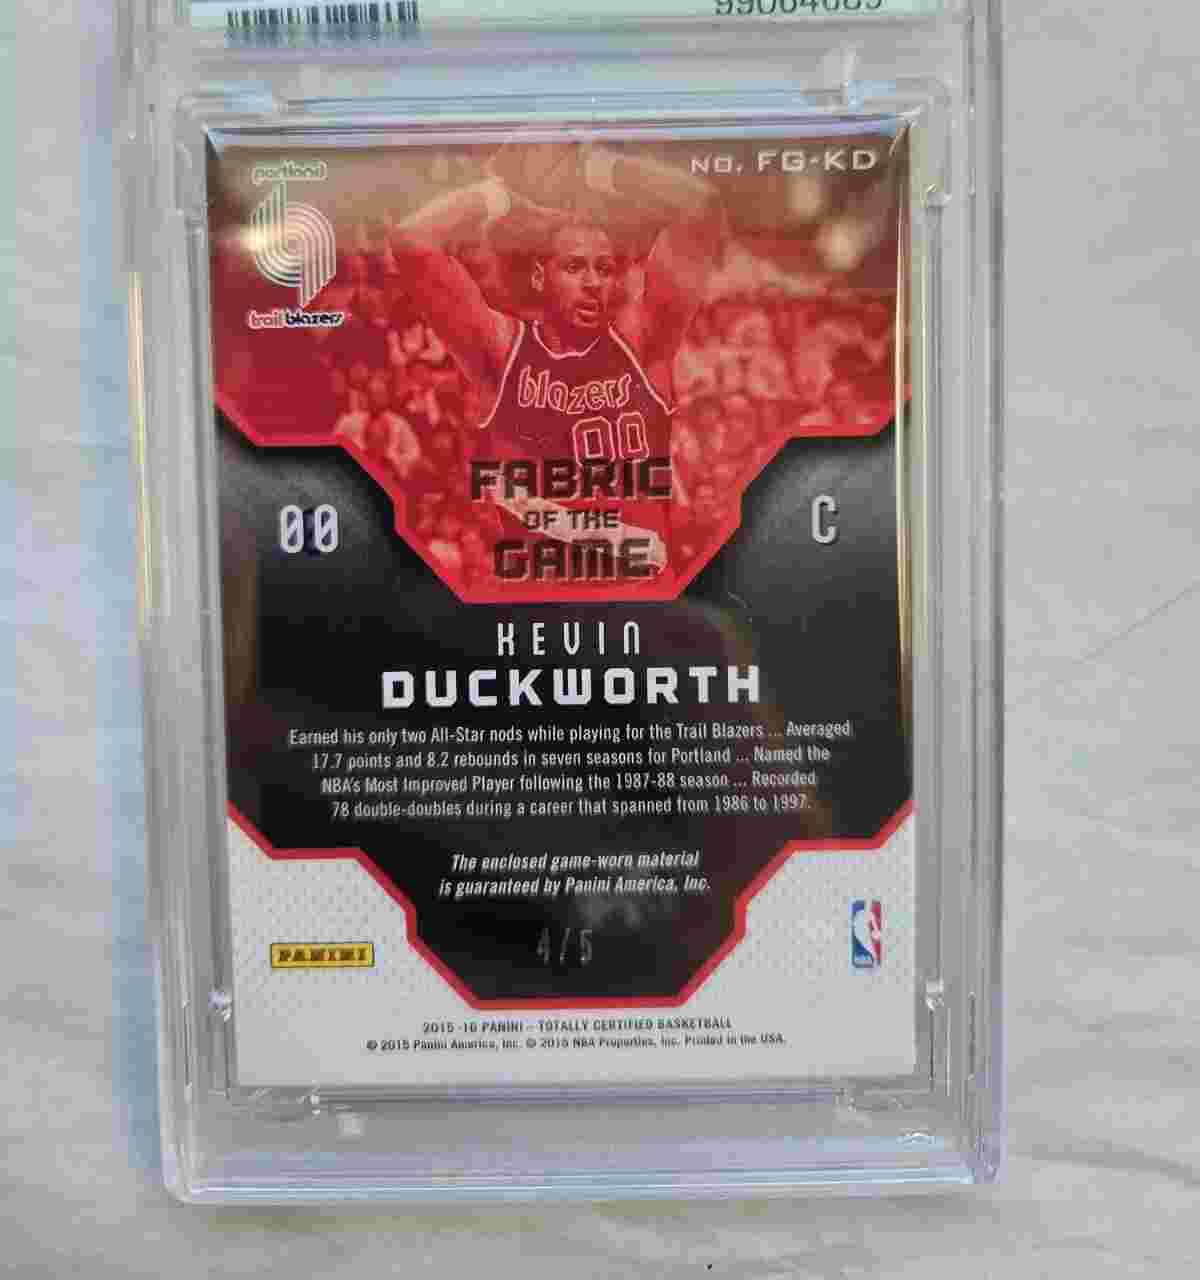 99064689
NO. FG-KD
portland
trail blazers
blazers
00
FABRIC
OF THE
GAME
00
C
KEVIN
DUCKWORTH
Earned his only two All-Star nods while playing for the Trail Blazers ... Averaged
17.7 points and 8.2 rebounds in seven seasons for Portland ... Named the
NBA's Most Improved Player following the 1987-88 season ... Recorded
78 double-doubles during a career that spanned from 1986 to 1997.
The enclosed game-worn material
is guaranteed by Panini America, Inc.
4/5
PANINI
NBA
2015-16 PANINI – TOTALLY CERTIFIED BASKETBALL
© 2015 Panini America, Inc. © 2015 NBA Properties, Inc. Printed in the USA.